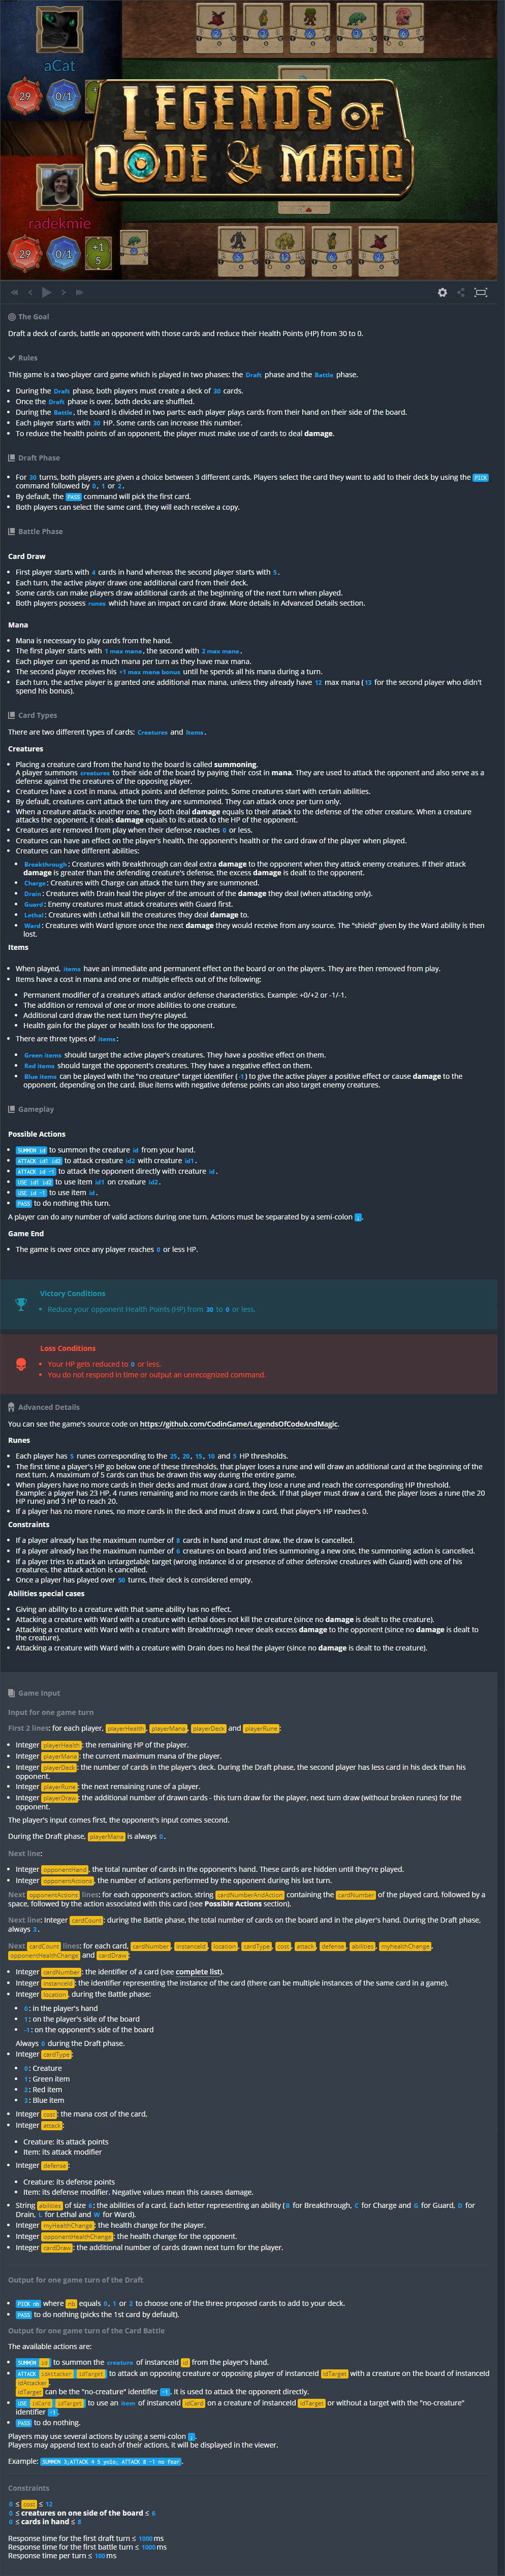 aCat
29
0/1
LEGENDS OF
CODE & MAGIC
radekmie
29
0/1
+1
5
The Goal
Draft a deck of cards, battle an opponent with those cards and reduce their Health Points (HP) from 30 to 0.
Rules
This game is a two-player card game which is played in two phases: the Draft phase and the Battle phase.
During the Draft phase, both players must create a deck of 30 cards.
Once the Draft phase is over, both decks are shuffled.
During the Battle, the board is divided in two parts: each player plays cards from their hand on their side of the board.
Each player starts with 30 HP. Some cards can increase this number.
To reduce the health points of an opponent, the player must make use of cards to deal damage.
Draft Phase
For 30 turns, both players are given a choice between 3 different cards. Players select the card they want to add to their deck by using the PICK
command followed by 0, 1 or 2.
By default, the PASS command will pick the first card.
Both players can select the same card, they will each receive a copy.
Battle Phase
Card Draw
First player starts with 4 cards in hand whereas the second player starts with 5.
Each turn, the active player draws one additional card from their deck.
Some cards can make players draw additional cards at the beginning of the next turn when played.
Both players possess runes which have an impact on card draw. More details in Advanced Details section.
Mana
Mana is necessary to play cards from the hand.
The first player starts with 1 max mana, the second with 2 max mana.
Each player can spend as much mana per turn as they have max mana.
The second player receives his +1 max mana bonus until he spends all his mana during a turn.
Each turn, the active player is granted one additional max mana, unless they already have 12 max mana (13 for the second player who didn't
spend his bonus).
Card Types
There are two different types of cards: Creatures and Items.
Creatures
Placing a creature card from the hand to the board is called summoning.
A player summons creatures to their side of the board by paying their cost in mana. They are used to attack the opponent and also serve as a
defense against the creatures of the opposing player.
Creatures have a cost in mana, attack points and defense points. Some creatures start with certain abilities.
By default, creatures can't attack the turn they are summoned. They can attack once per turn only.
When a creature attacks another one, they both deal damage equals to their attack to the defense of the other creature. When a creature
attacks the opponent, it deals damage equals to its attack to the HP of the opponent.
Creatures are removed from play when their defense reaches 0 or less.
Creatures can have an effect on the player's health, the opponent's health or the card draw of the player when played.
Creatures can have different abilities:
Breakthrough: Creatures with Breakthrough can deal extra damage to the opponent when they attack enemy creatures. If their attack
damage is greater than the defending creature's defense, the excess damage is dealt to the opponent.
Charge: Creatures with Charge can attack the turn they are summoned.
Drain: Creatures with Drain heal the player of the amount of the damage they deal (when attacking only).
Guard: Enemy creatures must attack creatures with Guard first.
Lethal: Creatures with Lethal kill the creatures they deal damage to.
Ward: Creatures with Ward ignore once the next damage they would receive from any source. The "shield" given by the Ward ability is then
lost.
Items
When played, items have an immediate and permanent effect on the board or on the players. They are then removed from play.
Items have a cost in mana and one or multiple effects out of the following:
Permanent modifier of a creature's attack and/or defense characteristics. Example: +0/+2 or -1/-1.
The addition or removal of one or more abilities to one creature.
Additional card draw the next turn they're played.
Health gain for the player or health loss for the opponent.
There are three types of items:
Green items should target the active player's creatures. They have a positive effect on them.
Red items should target the opponent's creatures. They have a negative effect on them.
Blue items can be played with the "no creature" target identifier (-1) to give the active player a positive effect or cause damage to the
opponent, depending on the card. Blue items with negative defense points can also target enemy creatures.
Gameplay
Possible Actions
SUMMON id to summon the creature id from your hand.
ATTACK id1 id2 to attack creature id2 with creature id1.
ATTACK id -1 to attack the opponent directly with creature id.
USE id1 id2 to use item id1 on creature id2.
USE id -1 to use item id.
PASS to do nothing this turn.
A player can do any number of valid actions during one turn. Actions must be separated by a semi-colon ;.
Game End
The game is over once any player reaches 0 or less HP.
Victory Conditions
Reduce your opponent Health Points (HP) from 30 to 0 or less.
Loss Conditions
Your HP gets reduced to 0 or less.
You do not respond in time or output an unrecognized command.
Advanced Details
You can see the game's source code on https://github.com/CodinGame/LegendsOfCodeAndMagic.
Runes
Each player has 5 runes corresponding to the 25, 20, 15, 10 and 5 HP thresholds.
The first time a player's HP go below one of these thresholds, that player loses a rune and will draw an additional card at the beginning of the
next turn. A maximum of 5 cards can thus be drawn this way during the entire game.
When players have no more cards in their decks and must draw a card, they lose a rune and reach the corresponding HP threshold.
Example: a player has 23 HP, 4 runes remaining and no more cards in the deck. If that player must draw a card, the player loses a rune (the 20
HP rune) and 3 HP to reach 20.
If a player has no more runes, no more cards in the deck and must draw a card, that player's HP reaches 0.
Constraints
If a player already has the maximum number of 8 cards in hand and must draw, the draw is cancelled.
If a player already has the maximum number of 6 creatures on board and tries summoning a new one, the summoning action is cancelled.
If a player tries to attack an untargetable target (wrong instance id or presence of other defensive creatures with Guard) with one of his
creatures, the attack action is cancelled.
Once a player has played over 50 turns, their deck is considered empty.
Abilities special cases
Giving an ability to a creature with that same ability has no effect.
Attacking a creature with Ward with a creature with Lethal does not kill the creature (since no damage is dealt to the creature).
Attacking a creature with Ward with a creature with Breakthrough never deals excess damage to the opponent (since no damage is dealt to
the creature).
Attacking a creature with Ward with a creature with Drain does no heal the player (since no damage is dealt to the creature).
Game Input
Input for one game turn
First 2 lines: for each player, playerHealth, playerMana, playerDeck and playerRune:
Integer playerHealth: the remaining HP of the player.
Integer playerMana: the current maximum mana of the player.
Integer playerDeck: the number of cards in the player's deck. During the Draft phase, the second player has less card in his deck than his
opponent.
Integer playerRune: the next remaining rune of a player.
Integer playerDraw: the additional number of drawn cards - this turn draw for the player, next turn draw (without broken runes) for the
opponent.
The player's input comes first, the opponent's input comes second.
During the Draft phase, playerMana is always 0.
Next line:
Integer opponentHand, the total number of cards in the opponent's hand. These cards are hidden until they're played.
Integer opponentActions, the number of actions performed by the opponent during his last turn.
Next opponentActions lines: for each opponent's action, string cardNumberAndAction containing the cardNumber of the played card, followed by a
space, followed by the action associated with this card (see Possible Actions section).
Next line: Integer cardCount: during the Battle phase, the total number of cards on the board and in the player's hand. During the Draft phase,
always 3.
Next cardCount lines: for each card, cardNumber, instanceId, location, cardType, cost, attack, defense, abilities, myhealthChange,
opponentHealthChange and cardDraw:
Integer cardNumber: the identifier of a card (see complete list).
Integer instanceId: the identifier representing the instance of the card (there can be multiple instances of the same card in a game).
Integer location, during the Battle phase:
0: in the player's hand
1: on the player's side of the board
-1: on the opponent's side of the board
Always 0 during the Draft phase.
Integer cardType:
0: Creature
1: Green item
2: Red item
3: Blue item
Integer cost: the mana cost of the card,
Integer attack:
Creature: its attack points
Item: its attack modifier
Integer defense:
Creature: its defense points
Item: its defense modifier. Negative values mean this causes damage.
String abilities of size 6: the abilities of a card. Each letter representing an ability (B for Breakthrough, C for Charge and G for Guard, D for
Drain, L for Lethal and W for Ward).
Integer myHealthChange: the health change for the player.
Integer opponentHealthChange: the health change for the opponent.
Integer cardDraw: the additional number of cards drawn next turn for the player.
Output for one game turn of the Draft
PICK nb where nb equals 0, 1 or 2 to choose one of the three proposed cards to add to your deck.
PASS to do nothing (picks the 1st card by default).
Output for one game turn of the Card Battle
The available actions are:
SUMMON id to summon the creature of instanceId id from the player's hand.
ATTACK idAttacker idTarget to attack an opposing creature or opposing player of instanceId idTarget with a creature on the board of instanceId
idAttacker.
idTarget can be the "no-creature" identifier -1. It is used to attack the opponent directly.
USE idCard idTarget to use an item of instanceId idCard on a creature of instanceId idTarget or without a target with the "no-creature"
identifier -1.
PASS to do nothing.
Players may use several actions by using a semi-colon ;.
Players may append text to each of their actions, it will be displayed in the viewer.
Example: SUMMON 3;ATTACK 4 5 yolo; ATTACK 8 -1 no fear.
Constraints
0 ≤ cost ≤ 12
0 ≤ creatures on one side of the board ≤ 6
0 ≤ cards in hand ≤ 8
Response time for the first draft turn ≤ 1000 ms
Response time for the first battle turn ≤ 1000 ms
Response time per turn ≤ 100 ms